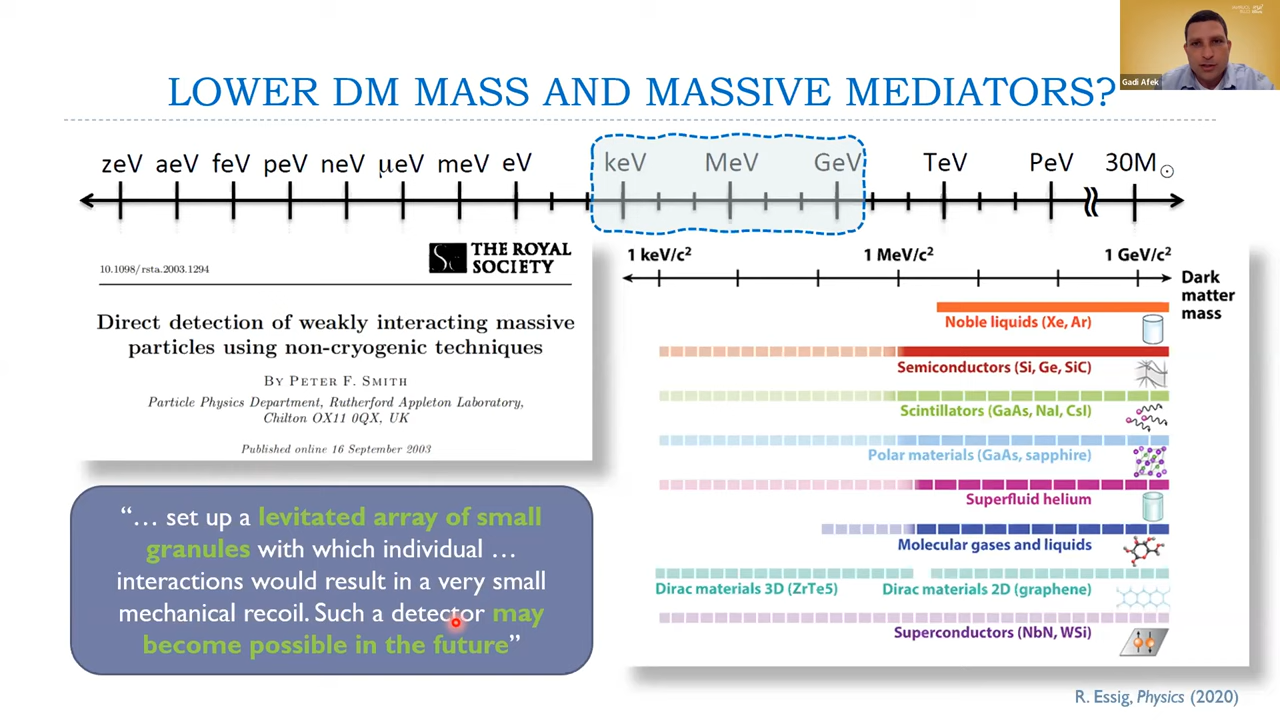 Gadi Afek
LOWER DM MASS AND MASSIVE MEDIATORS?
zeV aeV feV peV neV μeV meV eV keV MeV GeV TeV PeV 30M☉
10.1098/rsta.2003.1294
THE ROYAL
SOCIETY
Direct detection of weakly interacting massive
particles using non-cryogenic techniques
By Peter F. Smith
Particle Physics Department, Rutherford Appleton Laboratory,
Chilton OX11 0QX, UK
Published online 16 September 2003
“… set up a levitated array of small
granules with which individual …
interactions would result in a very small
mechanical recoil. Such a detector may
become possible in the future”
1 keV/c² 1 MeV/c² 1 GeV/c²
Dark
matter
mass
Noble liquids (Xe, Ar)
Semiconductors (Si, Ge, SiC)
Scintillators (GaAs, NaI, CsI)
Polar materials (GaAs, sapphire)
Superfluid helium
Molecular gases and liquids
Dirac materials 3D (ZrTe5) Dirac materials 2D (graphene)
Superconductors (NbN, WSi)
R. Essig, Physics (2020)